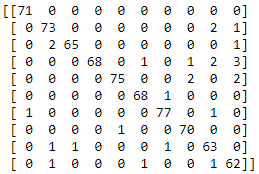 [[71 0 0 0 0 0 0 0 0 0]
[ 0 73 0 0 0 0 0 0 2 1]
[ 0 2 65 0 0 0 0 0 0 1]
[ 0 0 0 68 0 1 0 1 2 3]
[ 0 0 0 0 75 0 0 2 0 2]
[ 0 0 0 0 0 68 1 0 0 0]
[ 1 0 0 0 0 0 77 0 1 0]
[ 0 0 0 0 1 0 0 70 0 0]
[ 0 1 1 0 0 0 1 0 63 0]
[ 0 1 0 0 0 1 0 0 1 62]]